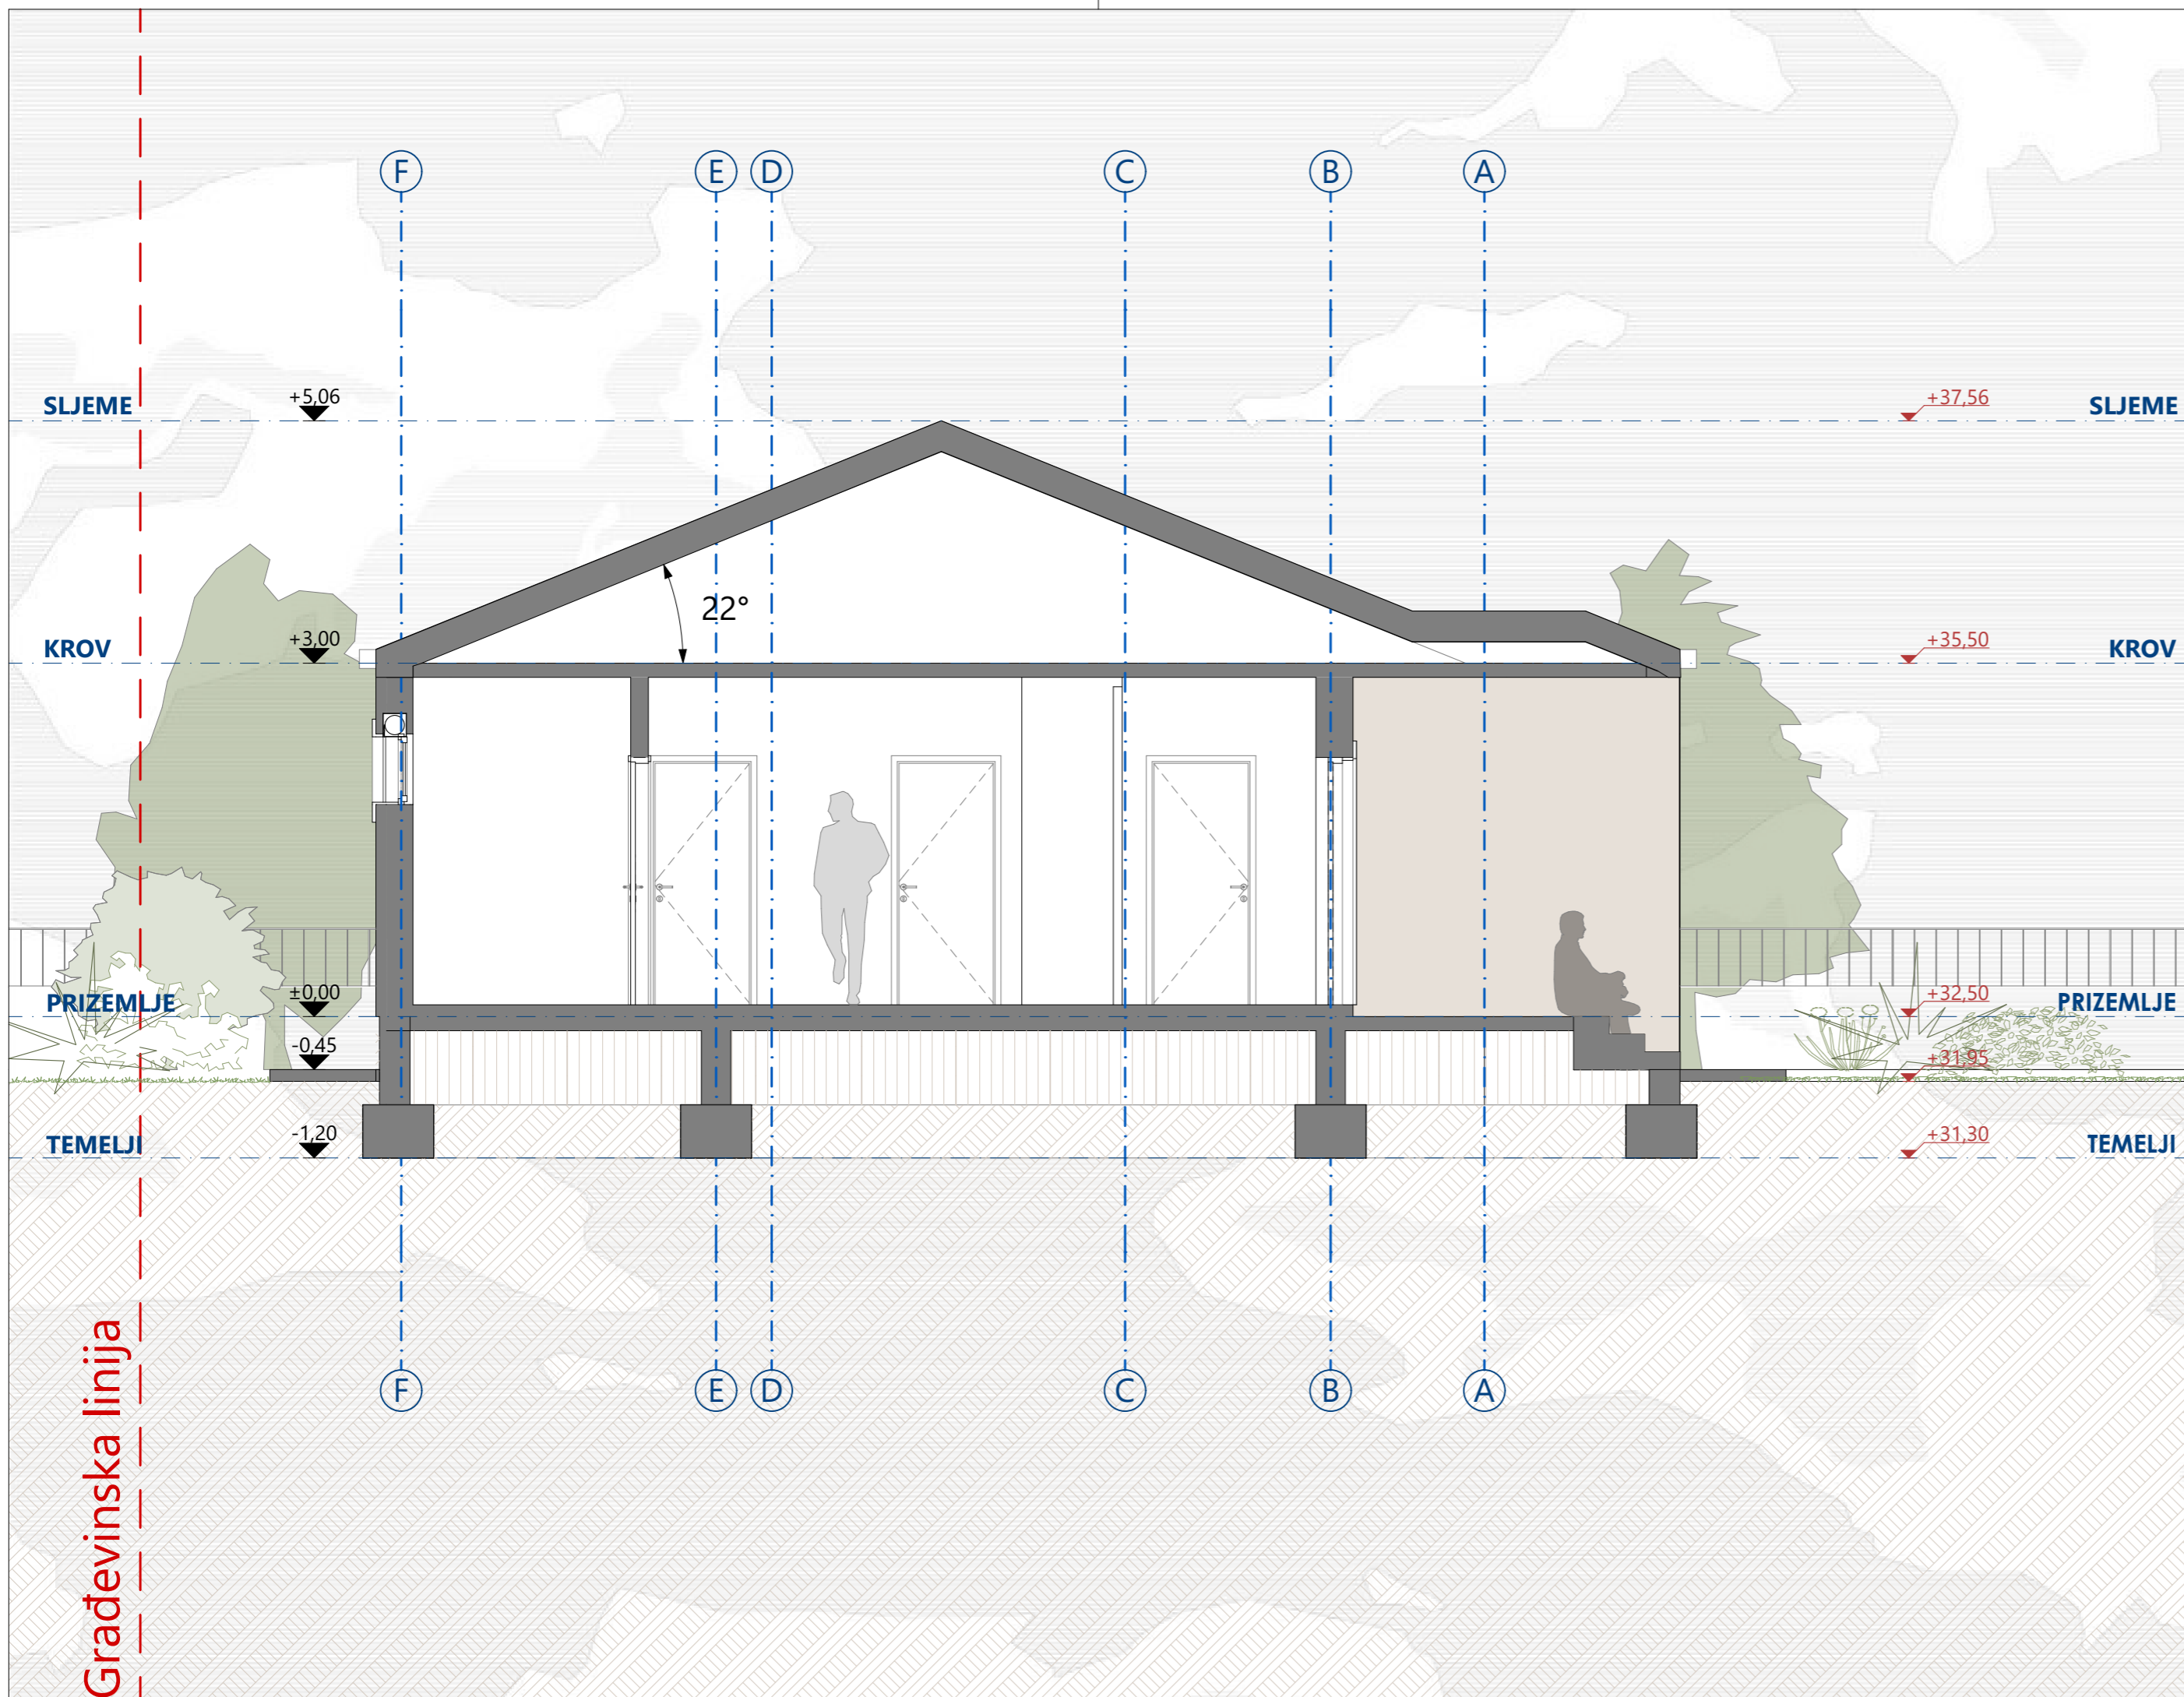 F E D C B A
SLJEME +5,06 +37,56 SLJEME
22°
KROV +3,00 +35,50 KROV
PRIZEMLJE ±0,00 +32,50 PRIZEMLJE
-0,45 +31,95
TEMELJI -1,20 +31,30 TEMELJI
F E D C B A
Građevinska linija